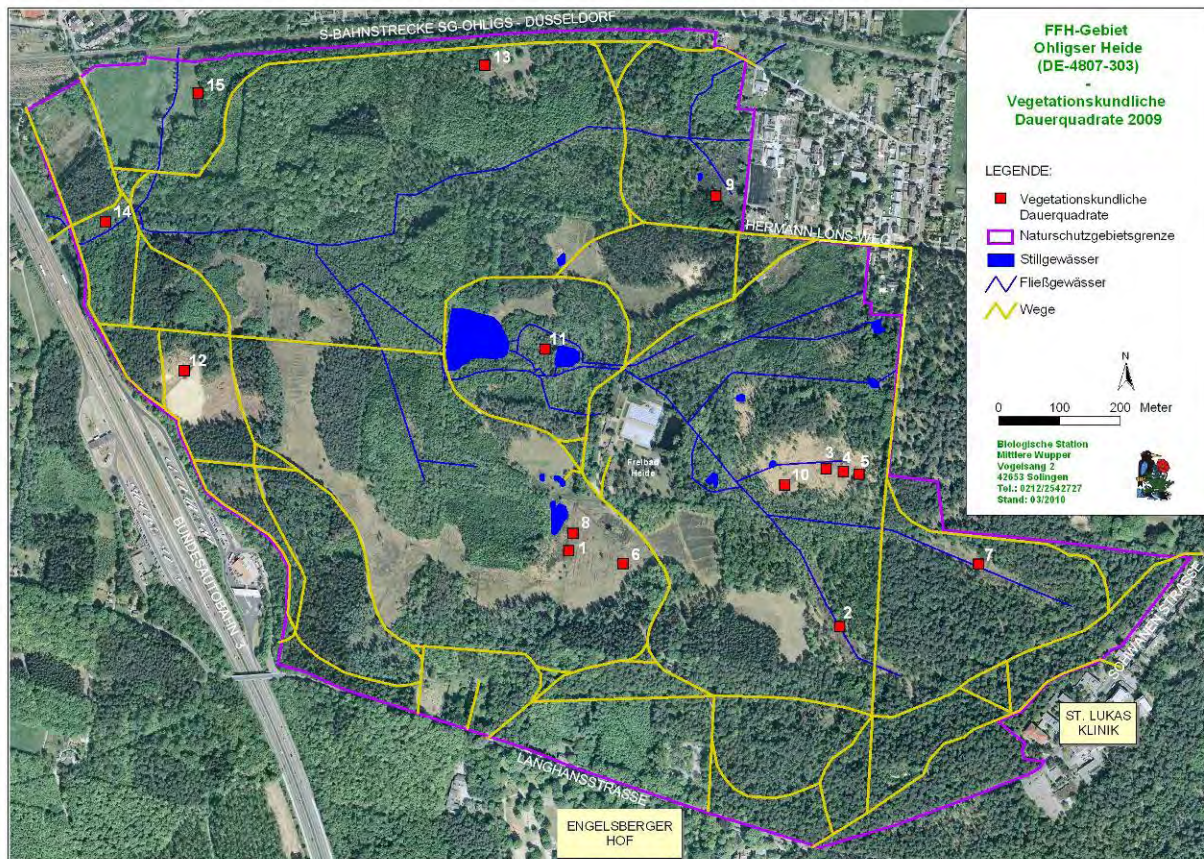 S-BAHNSTRECKE SG-OHLIGS - DÜSSELDORF
13
15
9
14
HERMANN-LÖNS-WEG
11
12
Freibad
Heide
3
4
5
10
8
1
6
7
2
BUNDESAUTOBAHN 3
SCHWANENSTRASSE
ST. LUKAS
KLINIK
LANGHANSSTRASSE
ENGELSBERGER
HOF
FFH-Gebiet
Ohligser Heide
(DE-4807-303)
-
Vegetationskundliche
Dauerquadrate 2009
LEGENDE:
Vegetationskundliche
Dauerquadrate
Naturschutzgebietsgrenze
Stillgewässer
Fließgewässer
Wege
N
0 100 200 Meter
Biologische Station
Mittlere Wupper
Vogelsang 2
42653 Solingen
Tel.: 0212/2542727
Stand: 03/2010